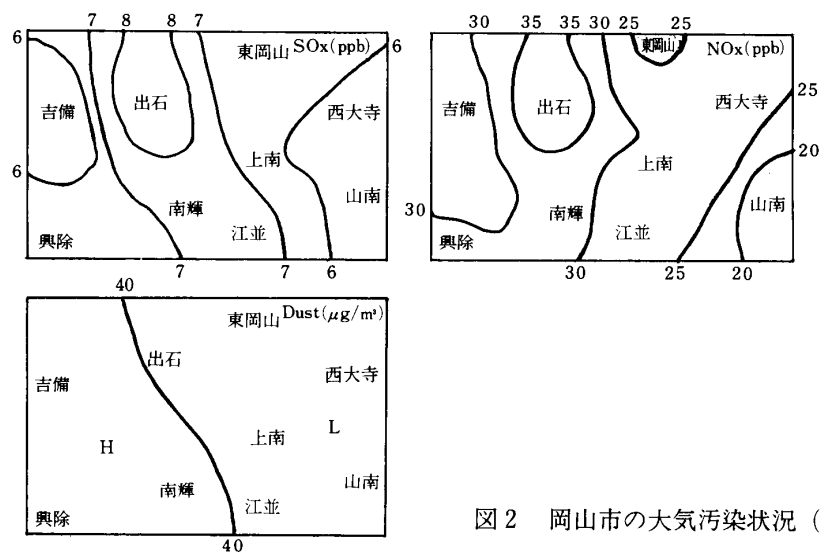 7 8 8 7
東岡山 SOx(ppb)
6 6
吉備 出石 西大寺
上南
6
南輝 山南
江並
興除
7 7 6
30 35 35 30 25 25
東岡山 NOx(ppb)
吉備 出石 西大寺 25
上南 20
南輝 山南
30
興除 江並
30 25 20
40
東岡山 Dust(μg/m³)
出石
吉備 西大寺
H 上南 L
南輝 山南
興除 江並
40
図2 岡山市の大気汚染状況（